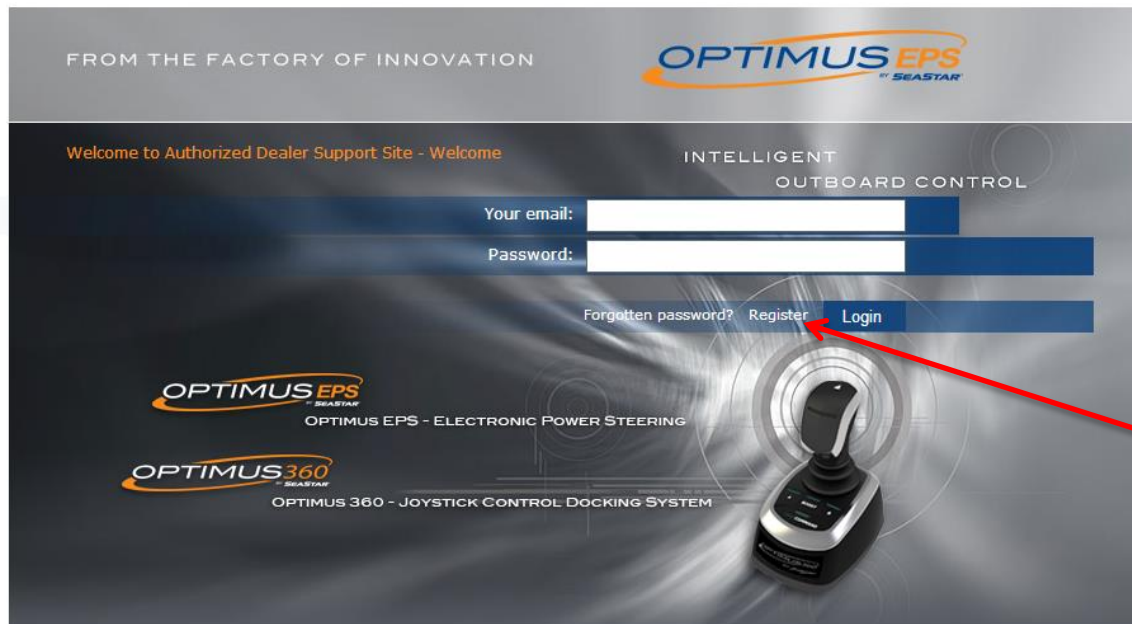 FROM THE FACTORY OF INNOVATION
OPTIMUS EPS
BY SEASTAR
Welcome to Authorized Dealer Support Site - Welcome
INTELLIGENT
OUTBOARD CONTROL
Your email:
Password:
Forgotten password? Register Login
OPTIMUS EPS
BY SEASTAR
OPTIMUS EPS - ELECTRONIC POWER STEERING
OPTIMUS 360
BY SEASTAR
OPTIMUS 360 - JOYSTICK CONTROL DOCKING SYSTEM